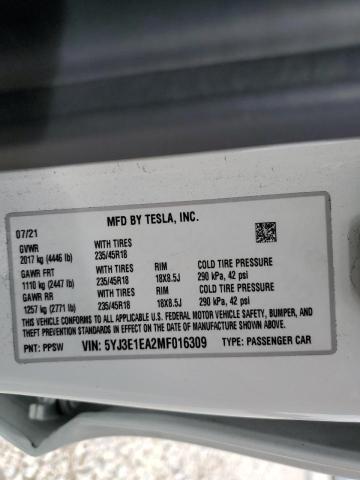 MFD BY TESLA, INC.
07/21
GVWR WITH TIRES
2017 kg (4446 lb) 235/45R18
GAWR FRT WITH TIRES RIM COLD TIRE PRESSURE
1110 kg (2447 lb) 235/45R18 18X8.5J 290 kPa, 42 psi
GAWR RR WITH TIRES RIM COLD TIRE PRESSURE
1257 kg (2771 lb) 235/45R18 18X8.5J 290 kPa, 42 psi
THIS VEHICLE CONFORMS TO ALL APPLICABLE U.S. FEDERAL MOTOR VEHICLE SAFETY, BUMPER, AND
THEFT PREVENTION STANDARDS IN EFFECT ON THE DATE OF MANUFACTURE SHOWN ABOVE.
PNT: PPSW VIN: 5YJ3E1EA2MF016309 TYPE: PASSENGER CAR